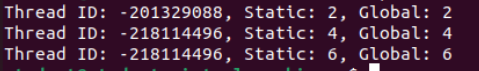 Thread ID: -201329088, Static: 2, Global: 2
Thread ID: -218114496, Static: 4, Global: 4
Thread ID: -218114496, Static: 6, Global: 6